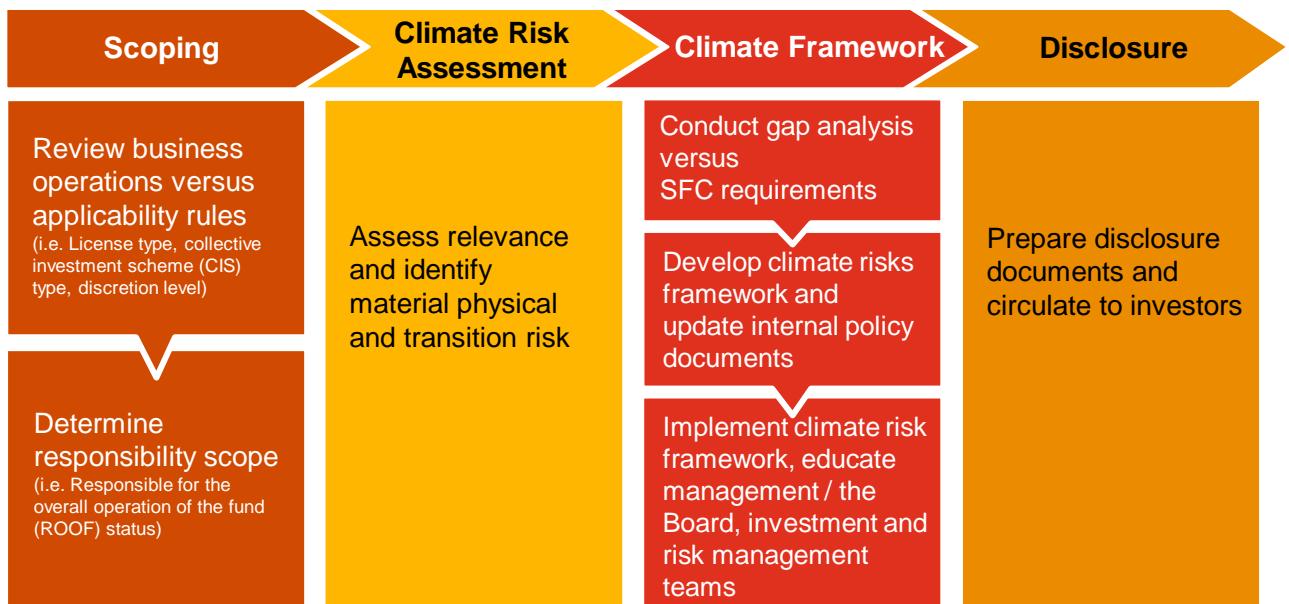 Scoping
Climate Risk
Assessment
Climate Framework
Disclosure
Review business
operations versus
applicability rules
(i.e. License type, collective
investment scheme (CIS)
type, discretion level)
Determine
responsibility scope
(i.e. Responsible for the
overall operation of the fund
(ROOF) status)
Assess relevance
and identify
material physical
and transition risk
Conduct gap analysis
versus
SFC requirements
Develop climate risks
framework and
update internal policy
documents
Implement climate risk
framework, educate
management / the
Board, investment and
risk management
teams
Prepare disclosure
documents and
circulate to investors